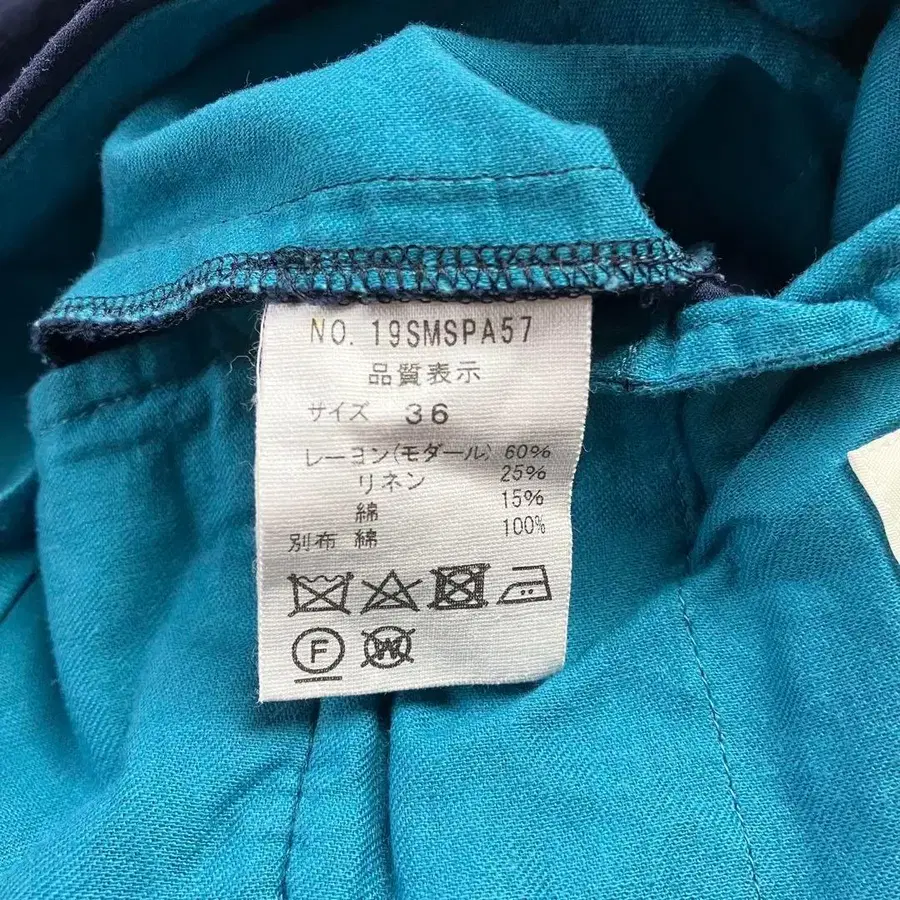 NO. 19SMSPA57
品質表示
サイズ 36
レーヨン(モダール) 60%
リネン 25%
綿 15%
別布 綿 100%
F
W